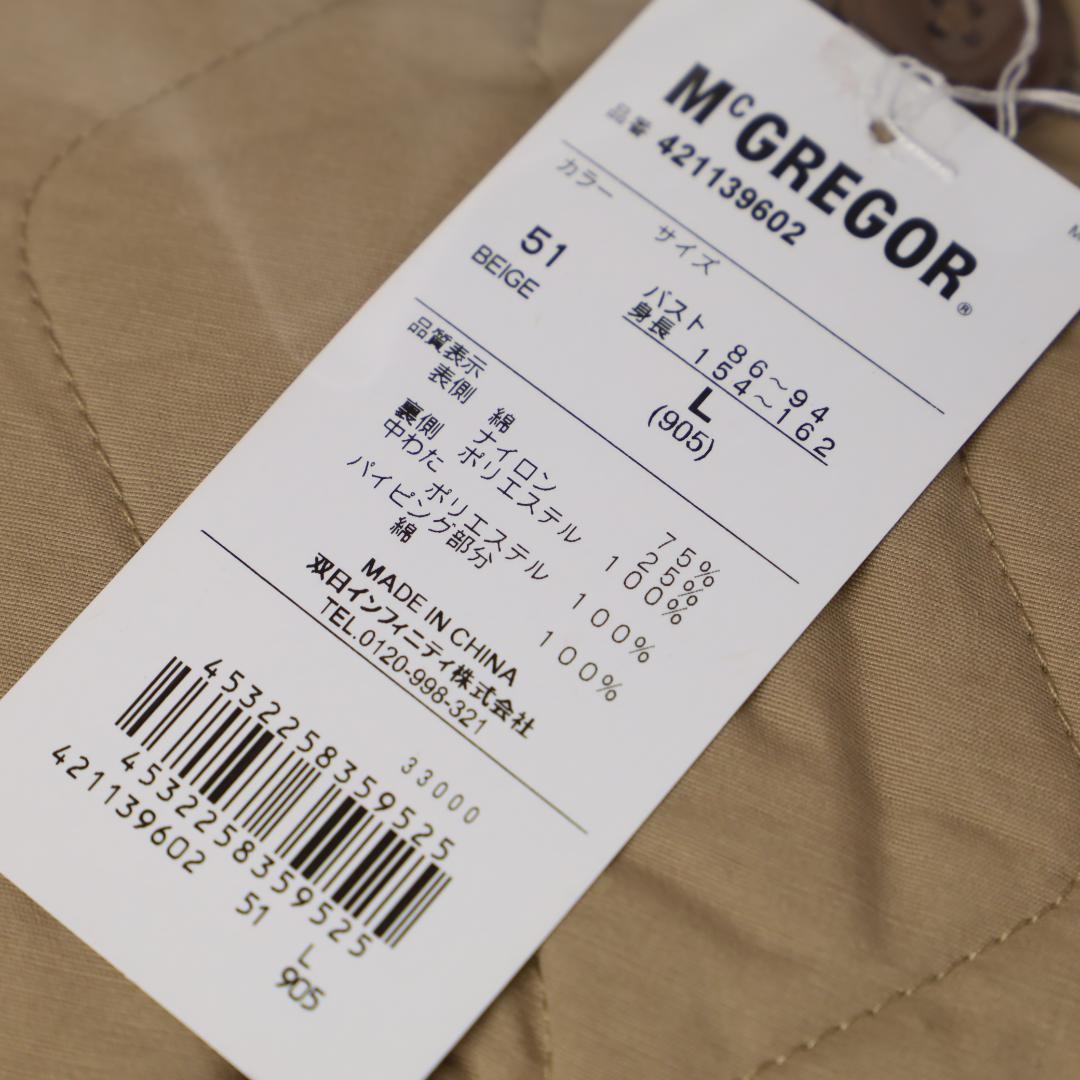 McGREGOR®
品番 421139602
カラー サイズ
51
BEIGE
バスト 86～94
身長 154～162
L
(905)
品質表示
表側 綿 75%
ナイロン 25%
裏側 ポリエステル 100%
中わた
ポリエステル 100%
パイピング部分
綿 100%
MADE IN CHINA
双日インフィニティ株式会社
TEL.0120-998-321
33000
4532258359525
4532258359525
421139602 51 L
905